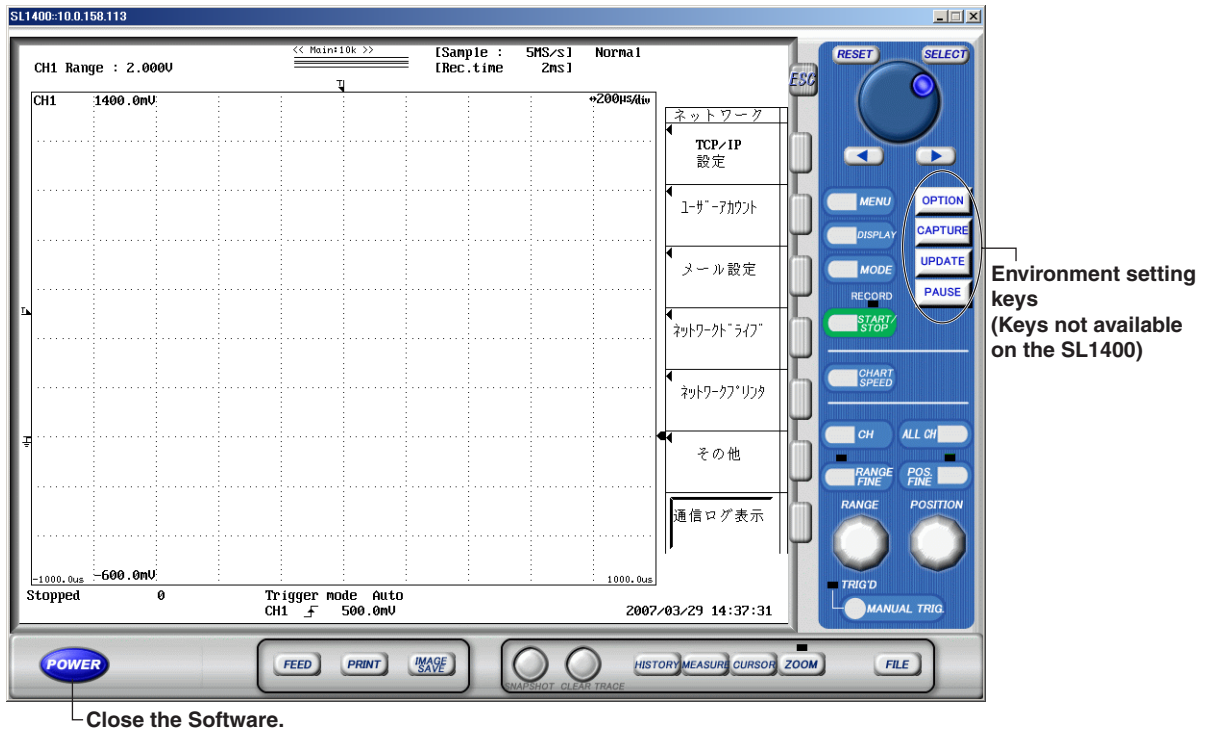 SL1400::10.0.158.113
<< Main:10k >>
[Sample : 5MS/s] Normal
CH1 Range : 2.000V
[Rec.time 2ms]
CH1 1400.0mV
200μs/div
-1000.0us
-600.0mV
1000.0us
Stopped 0 Trigger mode Auto
CH1 500.0mV
2007/03/29 14:37:31
ネットワーク
TCP/IP
設定
ユーザーアカウント
メール設定
ネットワークドライブ
ネットワークプリンタ
その他
通信ログ表示
ESC
RESET
SELECT
MENU
OPTION
DISPLAY
CAPTURE
MODE
UPDATE
RECORD
PAUSE
START/
STOP
CHART
SPEED
CH
ALL CH
RANGE
FINE
POS.
FINE
RANGE
POSITION
TRIG'D
MANUAL TRIG.
Environment setting
keys
(Keys not available
on the SL1400)
POWER
FEED
PRINT
IMAGE
SAVE
SNAPSHOT
CLEAR TRACE
HISTORY
MEASURE
CURSOR
ZOOM
FILE
Close the Software.